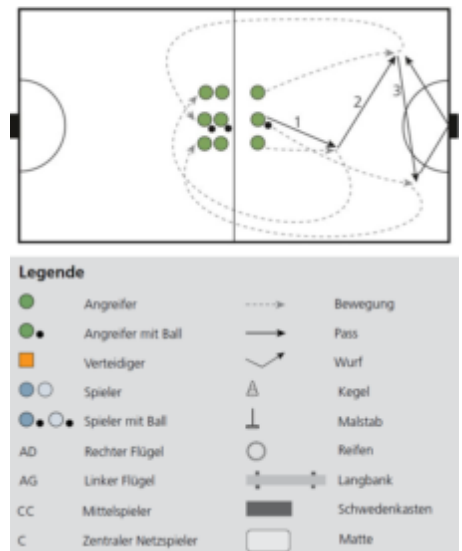 1
2
3
Legende
Angreifer
Bewegung
Angreifer mit Ball
Pass
Verteidiger
Wurf
Spieler
Kegel
Spieler mit Ball
Malstab
AD Rechter Flügel
Reifen
AG Linker Flügel
Langbank
CC Mittelspieler
Schwedenkasten
C Zentraler Netzspieler
Matte